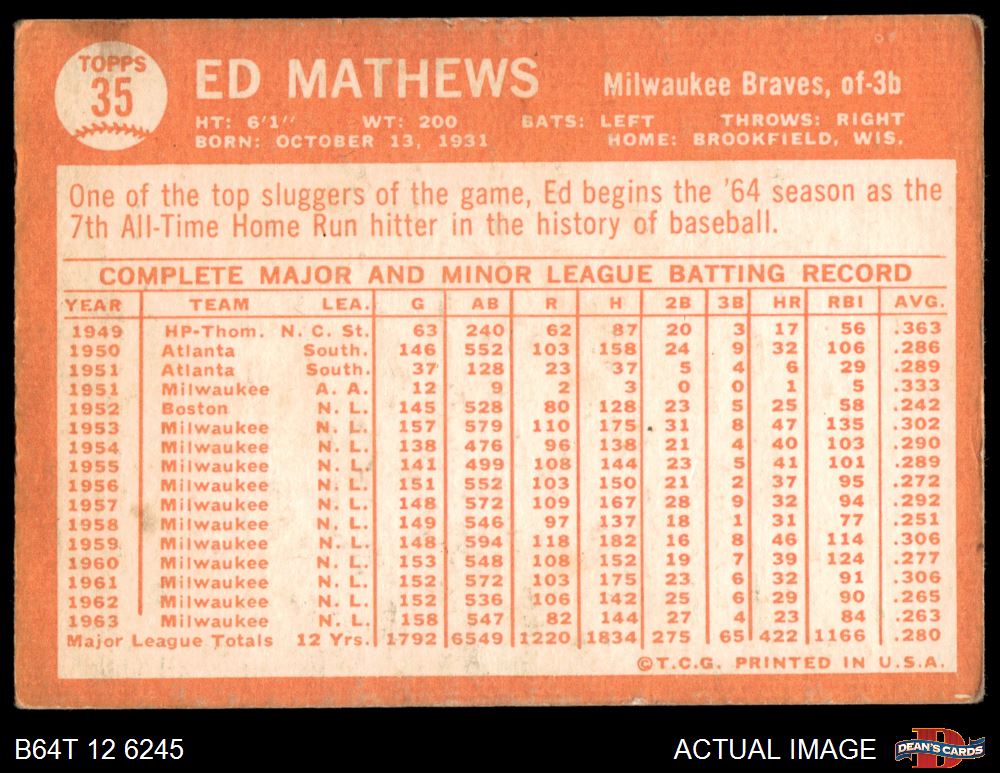 TOPPS
35
ED MATHEWS
Milwaukee Braves, of-3b
HT: 6'1'' WT: 200 BATS: LEFT THROWS: RIGHT
BORN: OCTOBER 13, 1931 HOME: BROOKFIELD, WIS.
One of the top sluggers of the game, Ed begins the '64 season as the
7th All-Time Home Run hitter in the history of baseball.
COMPLETE MAJOR AND MINOR LEAGUE BATTING RECORD
YEAR TEAM LEA. G AB R H 2B 3B HR RBI AVG.
1949 HP-Thom. N. C. St. 63 240 62 87 20 3 17 56 .363
1950 Atlanta South. 146 552 103 158 24 9 32 106 .286
1951 Atlanta South. 37 128 23 37 5 4 6 29 .289
1951 Milwaukee A. A. 12 9 2 3 0 0 1 5 .333
1952 Boston N. L. 145 528 80 128 23 5 25 58 .242
1953 Milwaukee N. L. 157 579 110 175 31 8 47 135 .302
1954 Milwaukee N. L. 138 476 96 138 21 4 40 103 .290
1955 Milwaukee N. L. 141 499 108 144 23 5 41 101 .289
1956 Milwaukee N. L. 151 552 103 150 21 2 37 95 .272
1957 Milwaukee N. L. 148 572 109 167 28 9 32 94 .292
1958 Milwaukee N. L. 149 546 97 137 18 1 31 77 .251
1959 Milwaukee N. L. 148 594 118 182 16 8 46 114 .306
1960 Milwaukee N. L. 153 548 108 152 19 7 39 124 .277
1961 Milwaukee N. L. 152 572 103 175 23 6 32 91 .306
1962 Milwaukee N. L. 152 536 106 142 25 6 29 90 .265
1963 Milwaukee N. L. 158 547 82 144 27 4 23 84 .263
Major League Totals 12 Yrs. 1792 6549 1220 1834 275 65 422 1166 .280
©T.C.G. PRINTED IN U.S.A.
B64T 12 6245 ACTUAL IMAGE DEAN'S CARDS